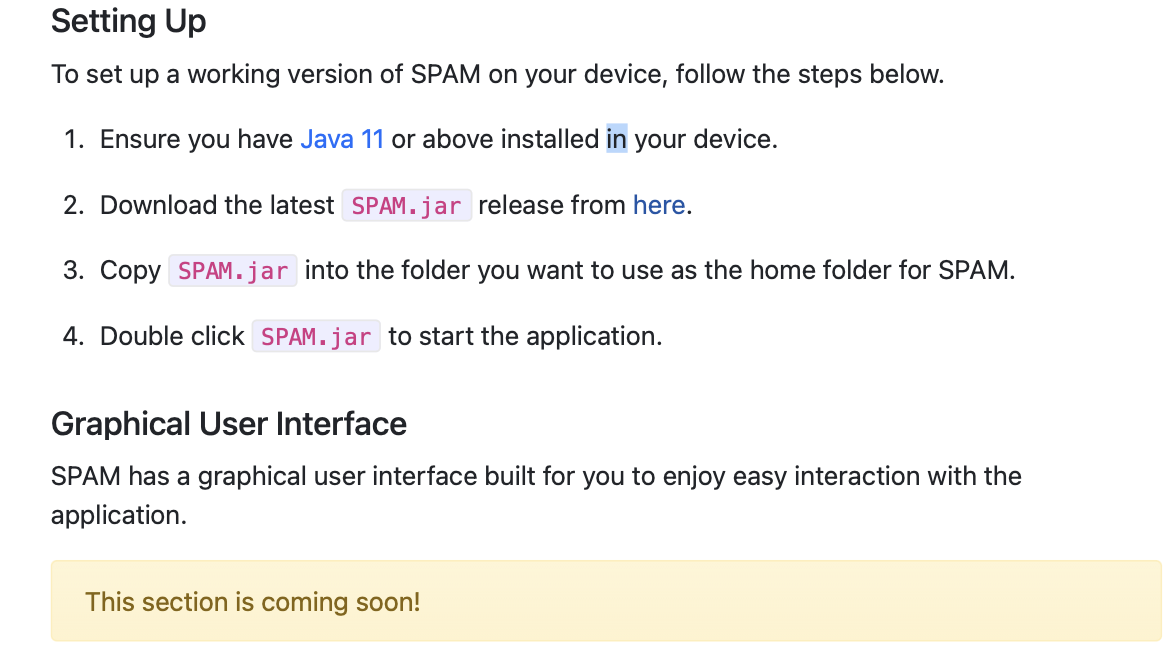 Setting Up
To set up a working version of SPAM on your device, follow the steps below.
1. Ensure you have Java 11 or above installed in your device.
2. Download the latest SPAM.jar release from here.
3. Copy SPAM.jar into the folder you want to use as the home folder for SPAM.
4. Double click SPAM.jar to start the application.
Graphical User Interface
SPAM has a graphical user interface built for you to enjoy easy interaction with the
application.
This section is coming soon!